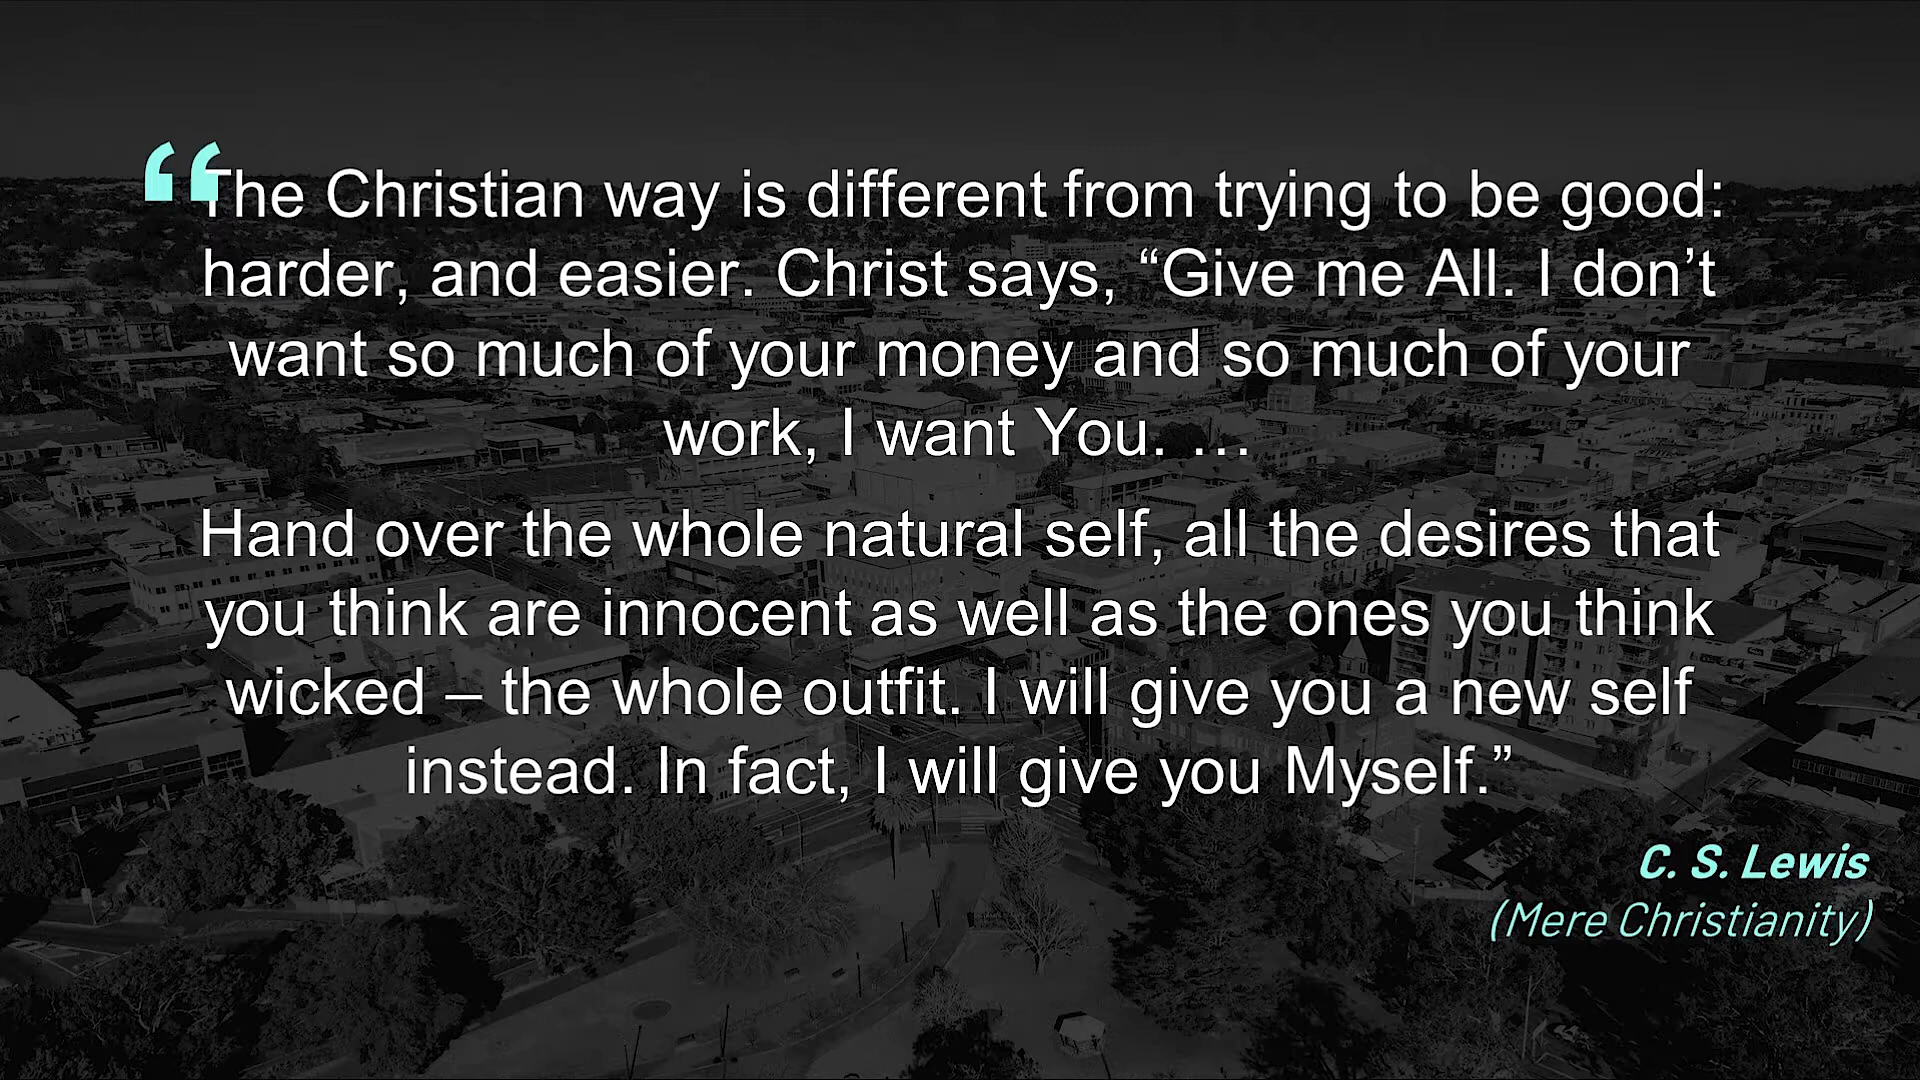 “The Christian way is different from trying to be good:
harder, and easier. Christ says, “Give me All. I don’t
want so much of your money and so much of your
work, I want You. …
Hand over the whole natural self, all the desires that
you think are innocent as well as the ones you think
wicked – the whole outfit. I will give you a new self
instead. In fact, I will give you Myself.”
C. S. Lewis
(Mere Christianity)